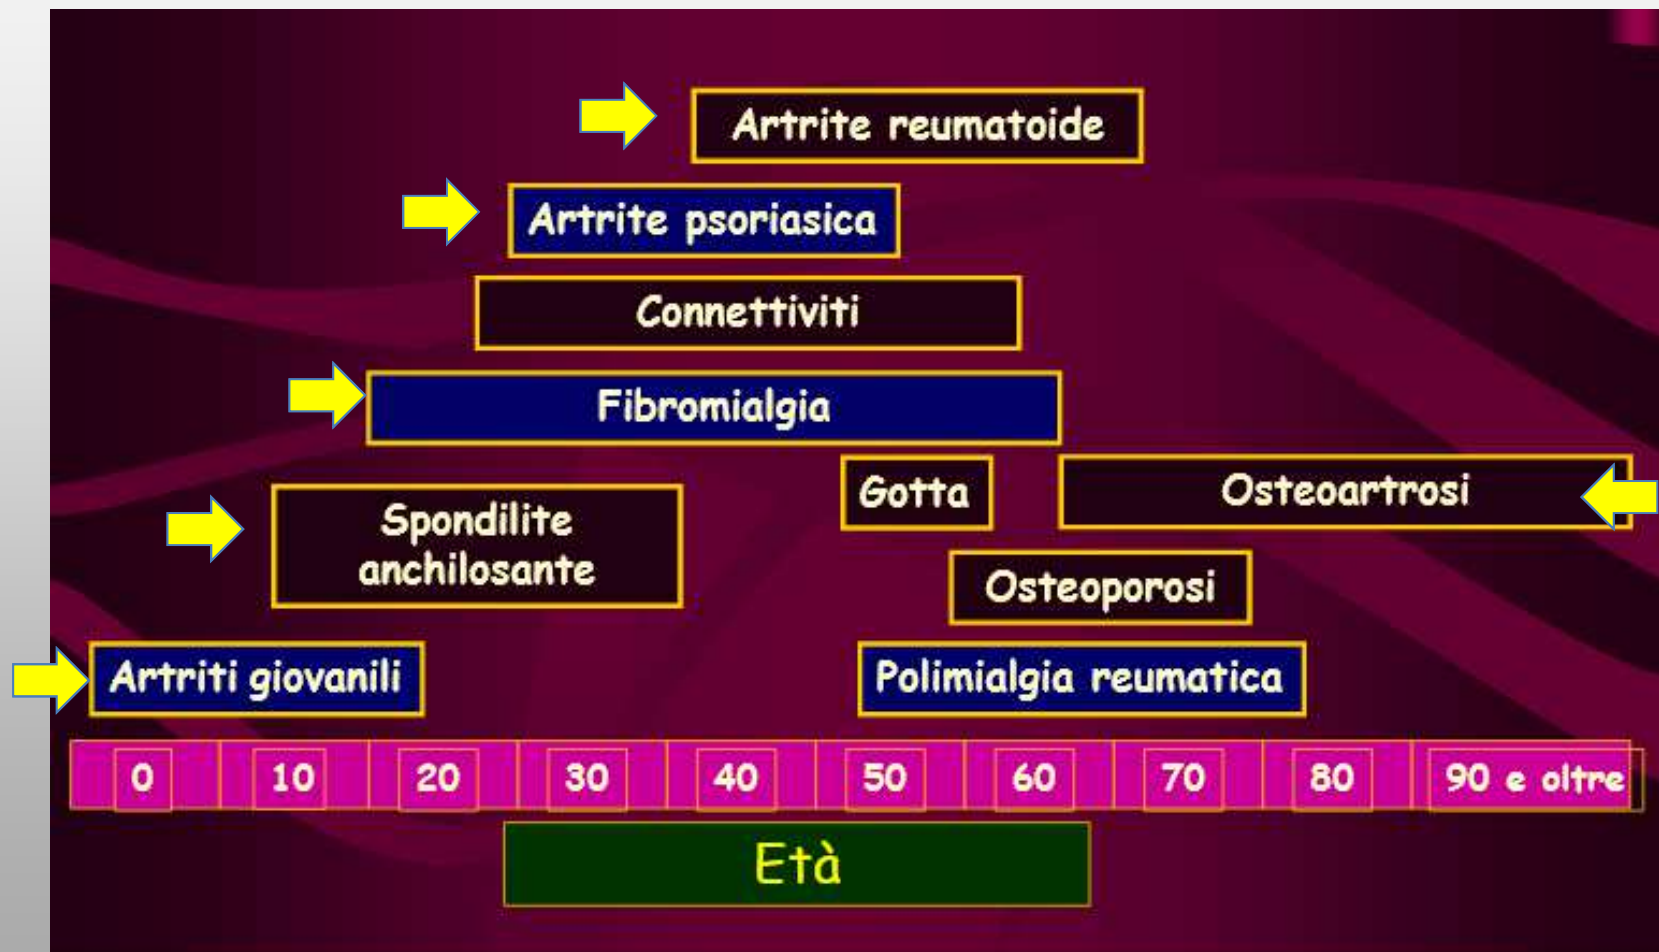 Artrite reumatoide
Artrite psoriasica
Connettiviti
Fibromialgia
Gotta
Osteoartrosi
Spondilite
anchilosante
Osteoporosi
Artriti giovanili
Polimialgia reumatica
0 10 20 30 40 50 60 70 80 90 e oltre
Età